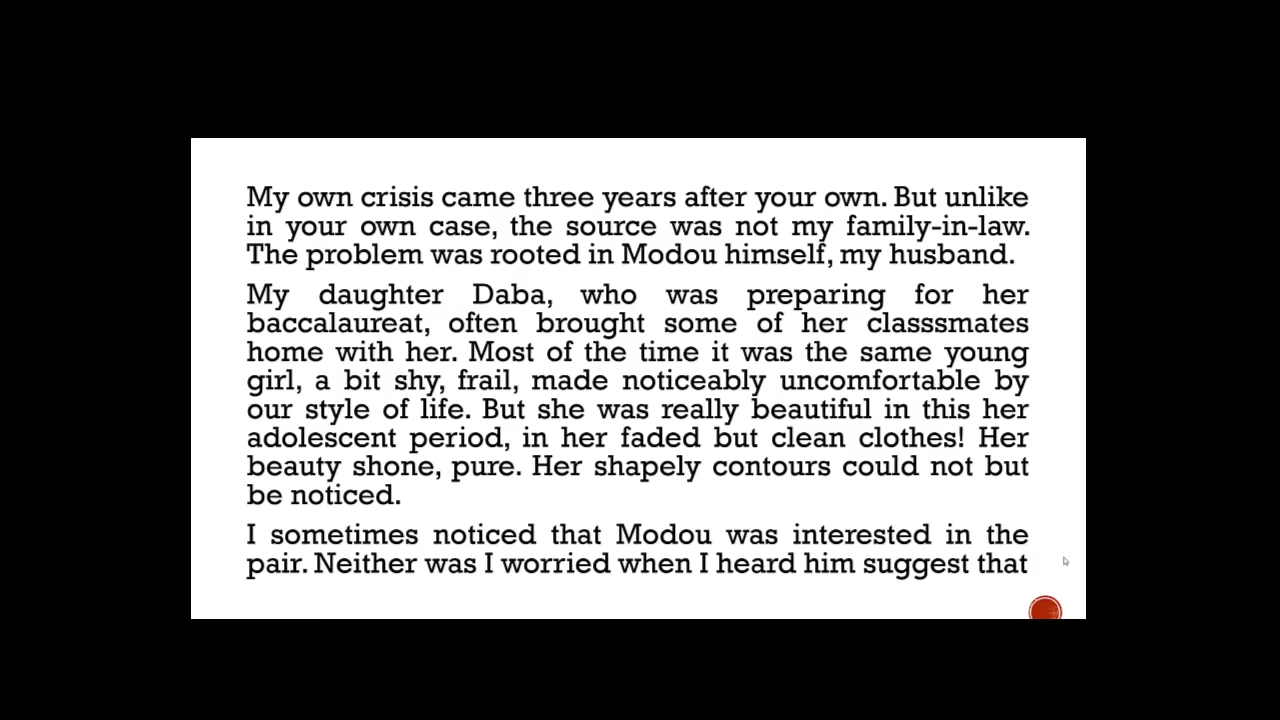 My own crisis came three years after your own. But unlike
in your own case, the source was not my family-in-law.
The problem was rooted in Modou himself, my husband.
My daughter Daba, who was preparing for her
baccalaureat, often brought some of her classsmates
home with her. Most of the time it was the same young
girl, a bit shy, frail, made noticeably uncomfortable by
our style of life. But she was really beautiful in this her
adolescent period, in her faded but clean clothes! Her
beauty shone, pure. Her shapely contours could not but
be noticed.
I sometimes noticed that Modou was interested in the
pair. Neither was I worried when I heard him suggest that